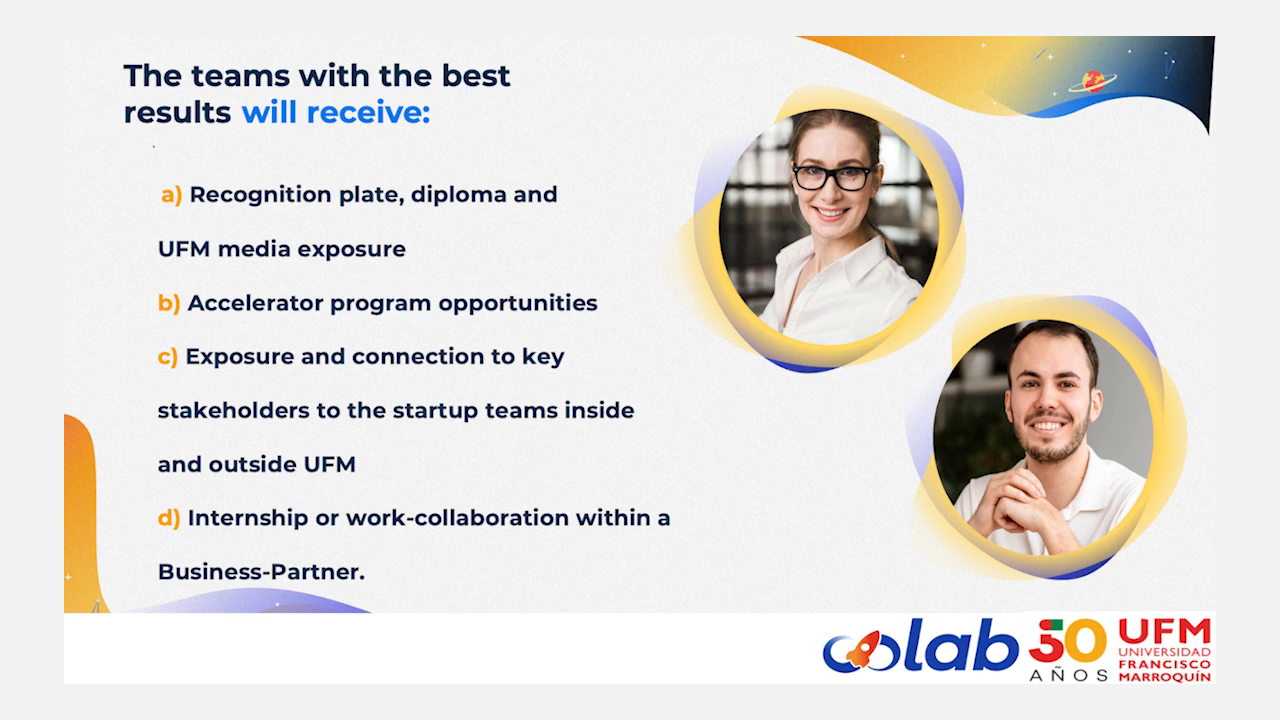 The teams with the best
results will receive:
a) Recognition plate, diploma and
UFM media exposure
b) Accelerator program opportunities
c) Exposure and connection to key
stakeholders to the startup teams inside
and outside UFM
d) Internship or work-collaboration within a
Business-Partner.
colab
50
AÑOS
UFM
UNIVERSIDAD
FRANCISCO
MARROQUÍN